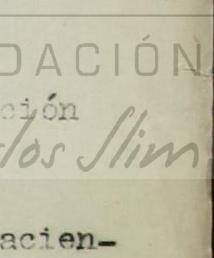 DACIÓN
ción
los Slim
acien-